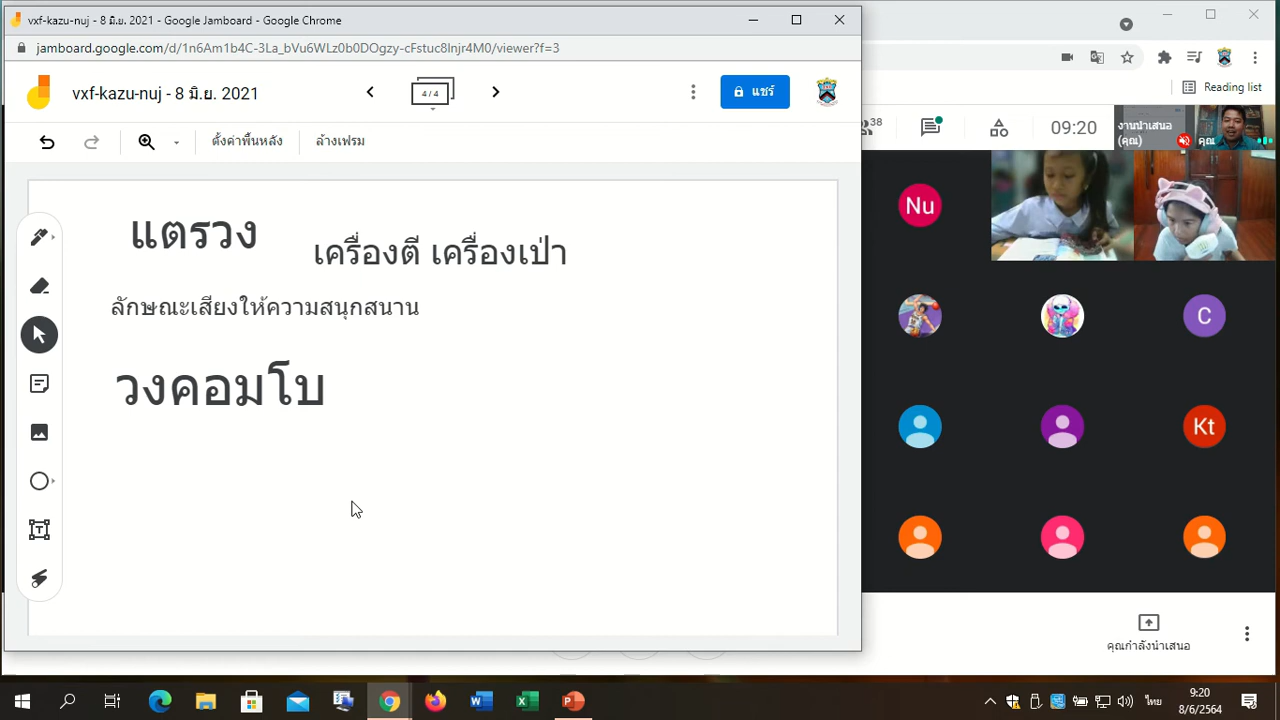 vxf-kazu-nuj - 8 มิ.ย. 2021 - Google Jamboard - Google Chrome
jamboard.google.com/d/1n6Am1b4C-3La_bVu6WLz0b0DOgzy-cFstuc8lnjr4M0/viewer?f=3
Reading list
vxf-kazu-nuj - 8 มิ.ย. 2021
4 / 4
แชร์
38
09:20
งานนำเสนอ
(คุณ)
คุณ
ตั้งค่าพื้นหลัง
ล้างเฟรม
แตรวง
เครื่องตี เครื่องเป่า
ลักษณะเสียงให้ความสนุกสนาน
วงคอมโบ
Nu
C
Kt
คุณกำลังนำเสนอ
ไทย
9:20
8/6/2564